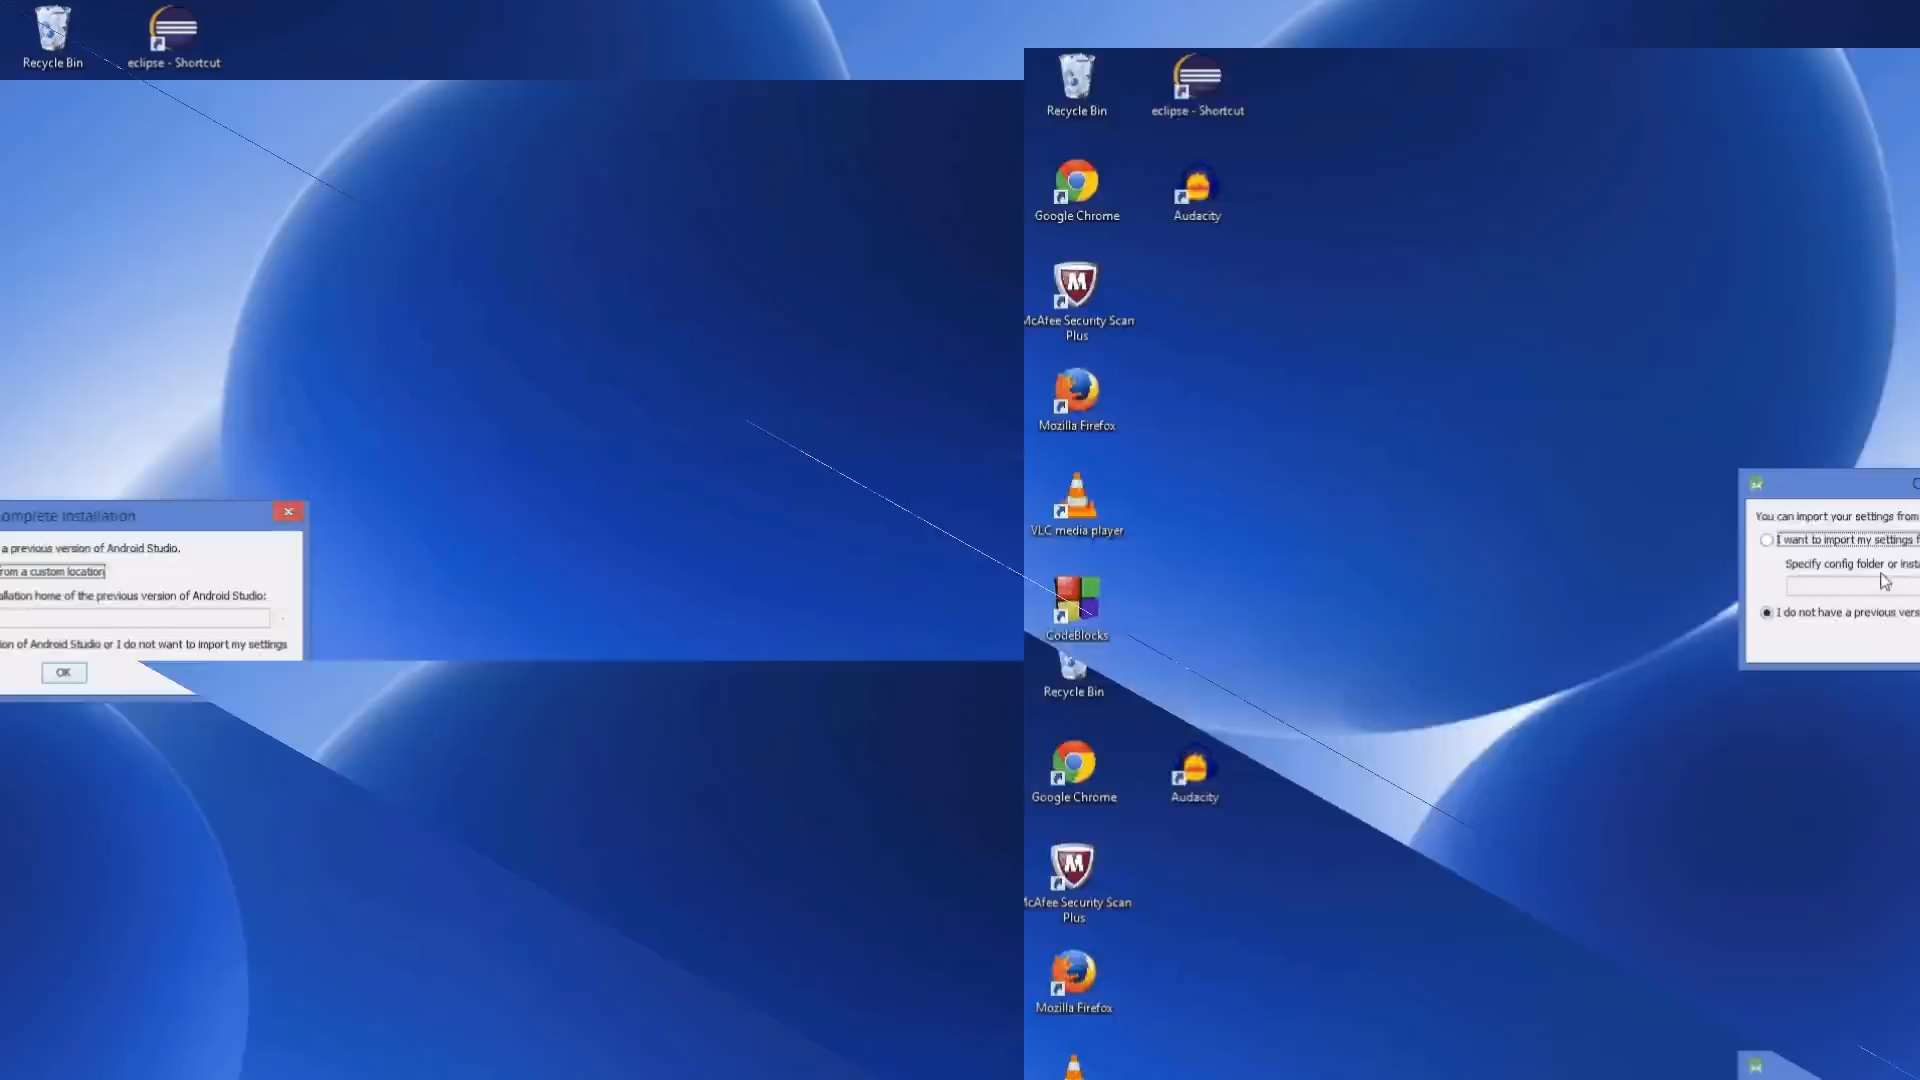 Recycle Bin
eclipse - Shortcut
Recycle Bin
eclipse - Shortcut
Google Chrome
Audacity
McAfee Security Scan
Plus
Mozilla Firefox
VLC media player
CodeBlocks
omplete Installation
a previous version of Android Studio.
rom a custom location
allation home of the previous version of Android Studio:
ion of Android Studio or I do not want to import my settings
OK
You can import your settings from
I want to import my settings f
Specify config folder or insta
I do not have a previous vers
Recycle Bin
Google Chrome
Audacity
McAfee Security Scan
Plus
Mozilla Firefox